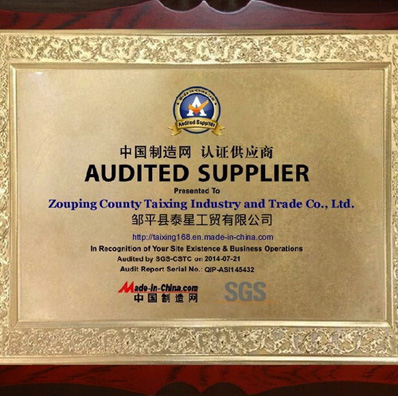 Audited Supplier
中国制造网 认证供应商
AUDITED SUPPLIER
Presented To
Zouping County Taixing Industry and Trade Co., Ltd.
邹平县泰星工贸有限公司
http://taixing168.en.made-in-china.com/
In Recognition of Your Site Existence & Business Operations
Audited by SGS-CSTC on 2014-07-21
Audit Report Serial No.: QIP-ASI145432
Made-in-China.com
中国制造网
SGS